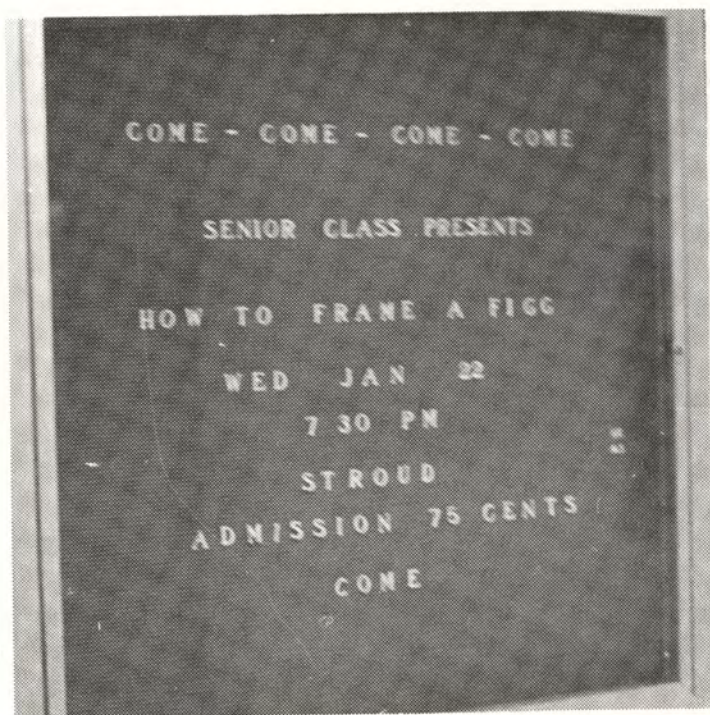 COME - COME - COME - COME
SENIOR CLASS PRESENTS
HOW TO FRAME A FIGG
WED JAN 22
7 30 PM
STROUD
ADMISSION 75 CENTS
COME